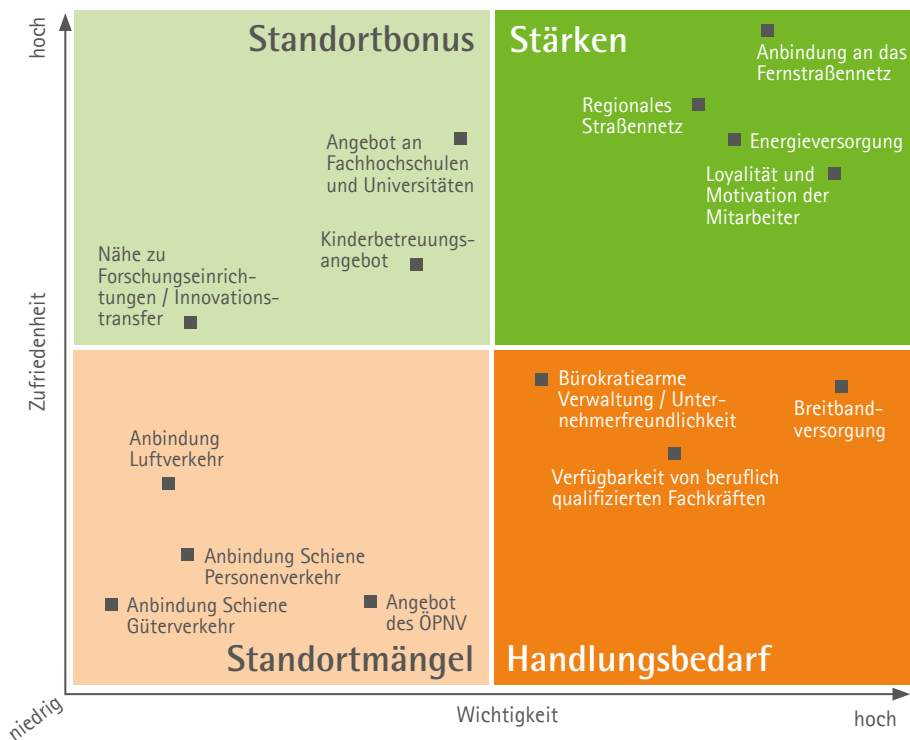 hoch
Zufriedenheit
Standortbonus
Angebot an
Fachhochschulen
und Universitäten
Kinderbetreuungs-
angebot
Nähe zu
Forschungseinrich-
tungen / Innovations-
transfer
Stärken
Anbindung an das
Fernstraßennetz
Regionales
Straßennetz
Energieversorgung
Loyalität und
Motivation der
Mitarbeiter
Anbindung
Luftverkehr
Anbindung Schiene
Personenverkehr
Anbindung Schiene
Güterverkehr
Angebot
des ÖPNV
Standortmängel
Bürokratiearme
Verwaltung / Unter-
nehmerfreundlichkeit
Breitband-
versorgung
Verfügbarkeit von beruflich
qualifizierten Fachkräften
Handlungsbedarf
niedrig
Wichtigkeit
hoch